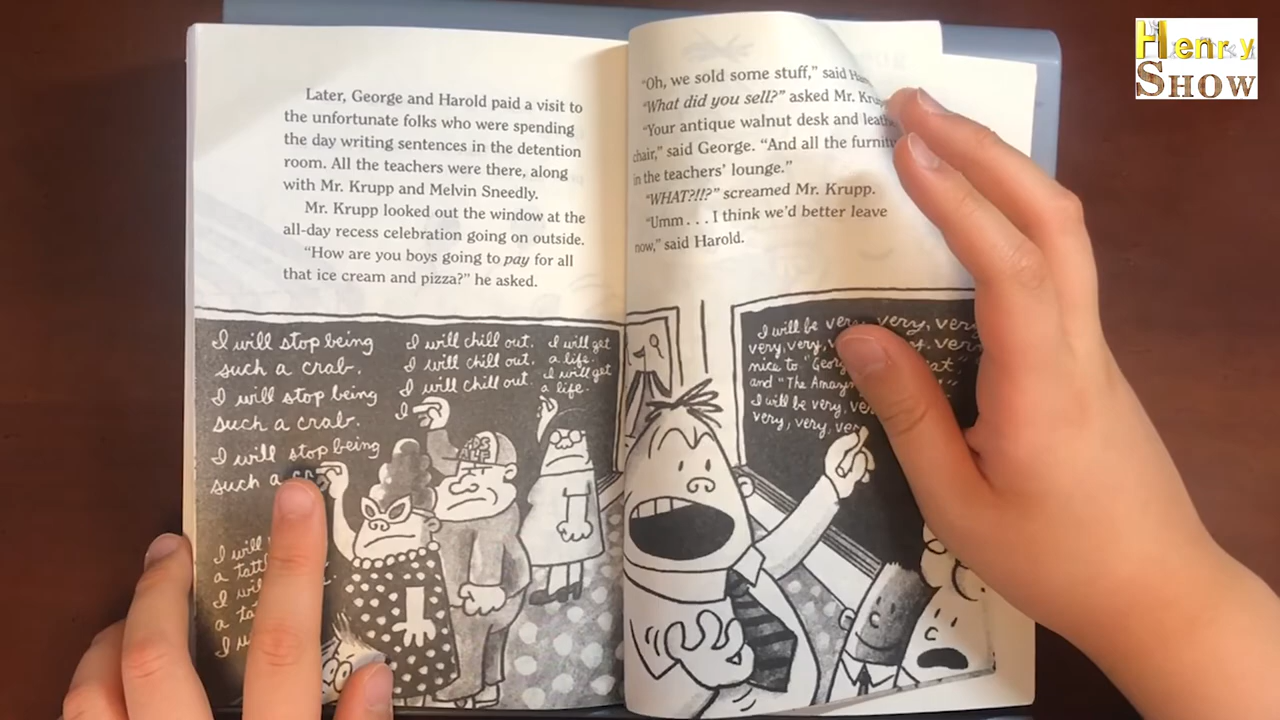 Henry
SHOW
Later, George and Harold paid a visit to
the unfortunate folks who were spending
the day writing sentences in the detention
room. All the teachers were there, along
with Mr. Krupp and Melvin Sneedly.
Mr. Krupp looked out the window at the
all-day recess celebration going on outside.
“How are you boys going to pay for all
that ice cream and pizza?” he asked.
I will stop being
such a crab.
I will stop being
such a crab.
I will stop being
such a
I will chill out.
I will chill out.
I will chill out.
I
I will get
a life.
I will get
a life.
I will
a
I
a
I
“Oh, we sold some stuff,” said
“What did you sell?” asked Mr.
“Your antique walnut desk and
chair,” said George. “And all the
in the teachers’ lounge.”
“WHAT?!!?” screamed Mr. Krupp.
“Umm . . . I think we’d better leave
now,” said Harold.
I will be very, very, very
very, very, very
nice to
and “The
I will be very,
very, very,